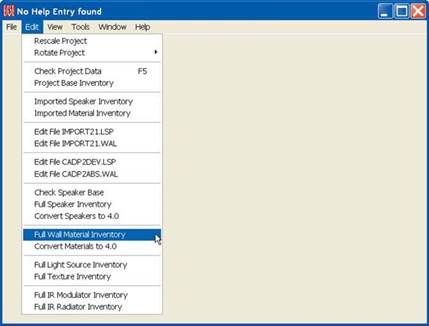 No Help Entry found
File Edit View Tools Window Help
Rescale Project
Rotate Project
Check Project Data F5
Project Base Inventory
Imported Speaker Inventory
Imported Material Inventory
Edit File IMPORT21.LSP
Edit File IMPORT21.WAL
Edit File CADP2DEV.LSP
Edit File CADP2ABS.WAL
Check Speaker Base
Full Speaker Inventory
Convert Speakers to 4.0
Full Wall Material Inventory
Convert Materials to 4.0
Full Light Source Inventory
Full Texture Inventory
Full IR Modulator Inventory
Full IR Radiator Inventory